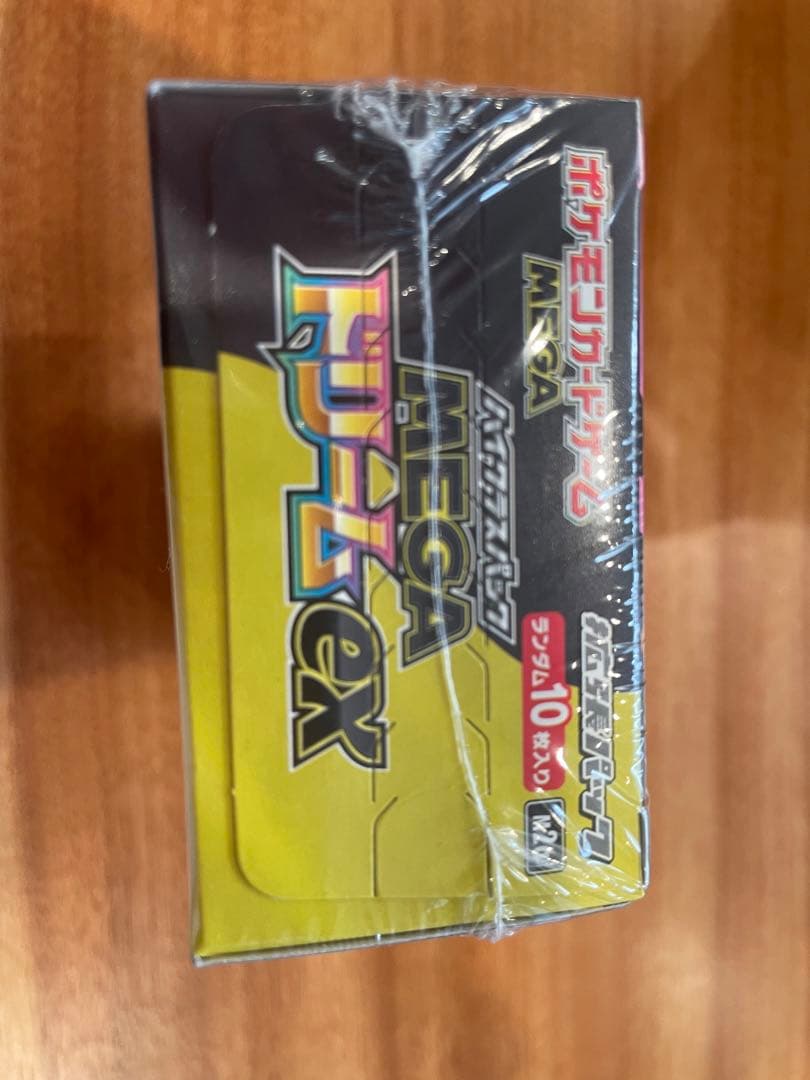 ポケモンカードゲーム
MEGA
拡張パック
ランダム10枚入り
ハイクラスパック
MEGA
ドリームex